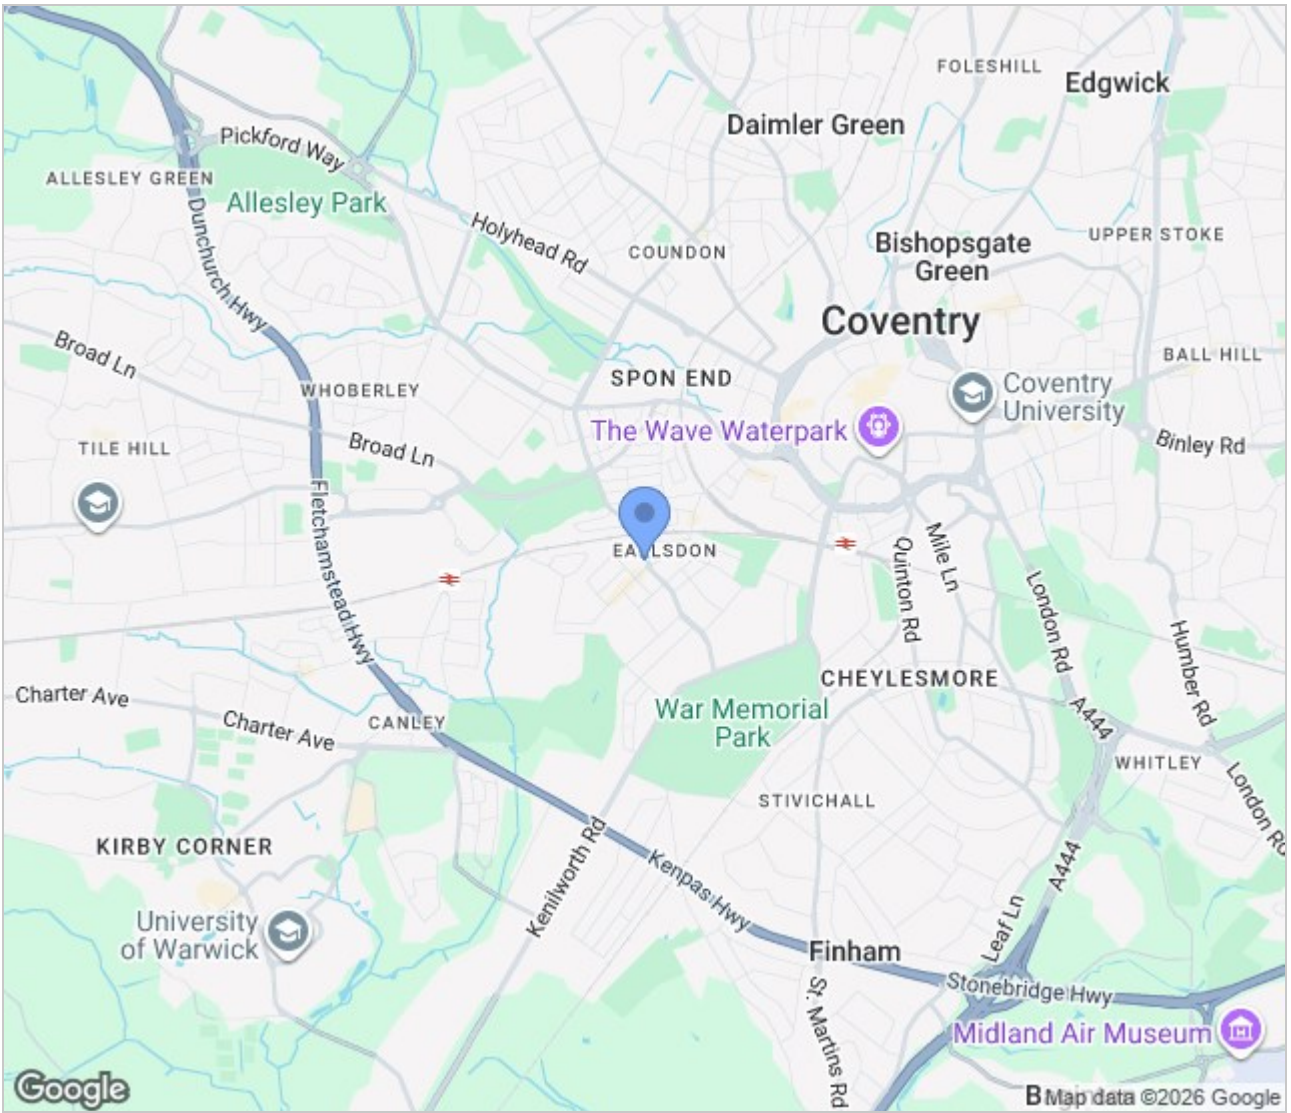 FOLESHILL
Edgwick
Daimler Green
Pickford Way
ALLESLEY GREEN
Allesley Park
Dunchurch Hwy
Holyhead Rd
COUNDON
Bishopsgate
Green
UPPER STOKE
Coventry
Broad Ln
BALL HILL
WHOBERLEY
SPON END
Coventry
University
The Wave Waterpark
TILE HILL
Broad Ln
Binley Rd
Fletchamstead Hwy
EARLSDON
Mile Ln
Quinton Rd
London Rd
Humber Rd
CHEYLESMORE
Charter Ave
Charter Ave
CANLEY
War Memorial
Park
A444
WHITLEY
STIVICHALL
London Rd
KIRBY CORNER
Kenilworth Rd
Kenpas Hwy
A444
University
of Warwick
Leaf Ln
Finham
Stonebridge Hwy
St. Martins Rd
Midland Air Museum
Google
Map data ©2026 Google